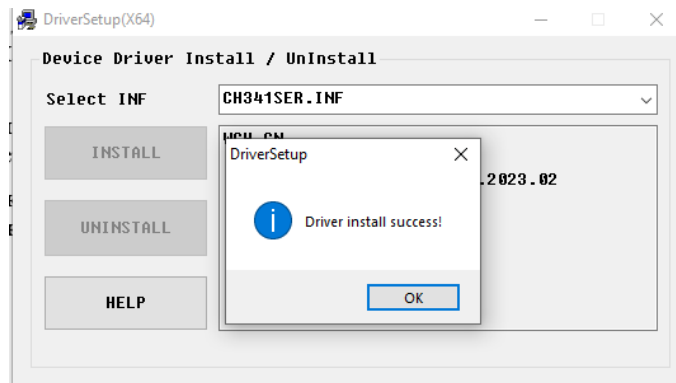 DriverSetup(X64)
Device Driver Install / UnInstall
Select INF
CH341SER.INF
INSTALL
UNINSTALL
HELP
.2023.02
DriverSetup
Driver install success!
OK